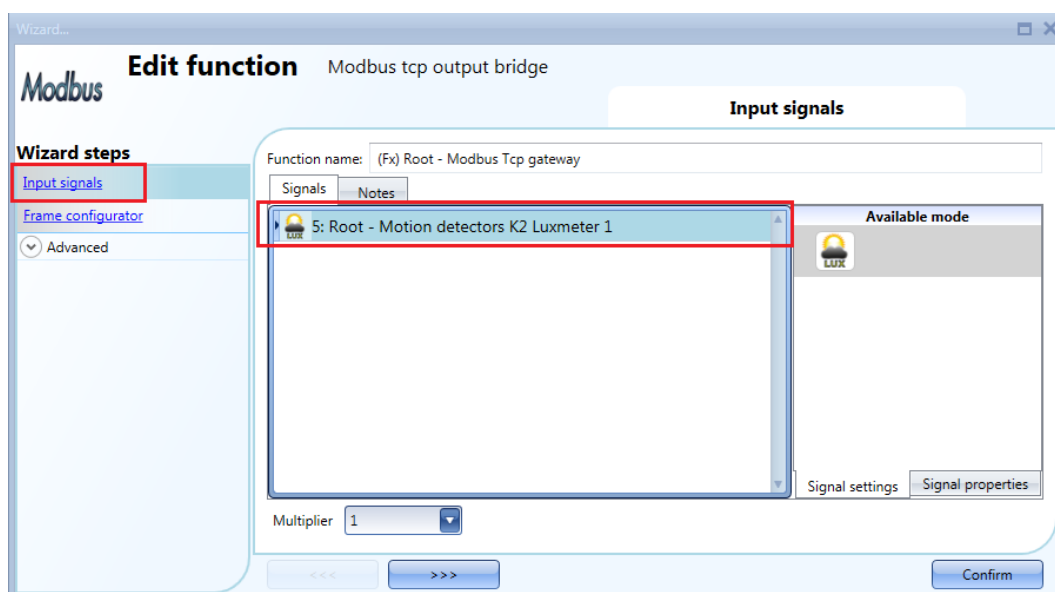 Wizard...
Modbus
Edit function Modbus tcp output bridge
Input signals
Wizard steps
Input signals
Frame configurator
Advanced
Function name: (Fx) Root - Modbus Tcp gateway
Signals Notes
LUX 5: Root - Motion detectors K2 Luxmeter 1
Available mode
LUX
Signal settings Signal properties
Multiplier 1
<<< >>> Confirm